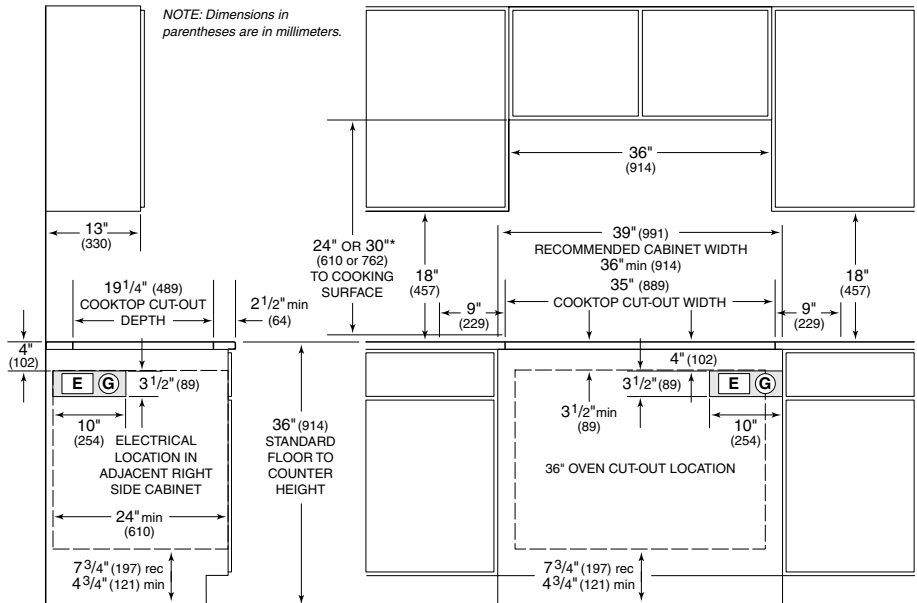 NOTE: Dimensions in
parentheses are in millimeters.
13"
(330)
36"
(914)
24" OR 30"*
(610 or 762)
TO COOKING
SURFACE
18"
(457)
39" (991)
RECOMMENDED CABINET WIDTH
36" min (914)
35" (889)
COOKTOP CUT-OUT WIDTH
18"
(457)
19 1/4" (489)
COOKTOP CUT-OUT
DEPTH
2 1/2" min
(64)
9"
(229)
9"
(229)
4"
(102)
E G
3 1/2" (89)
10"
(254)
ELECTRICAL
LOCATION IN
ADJACENT RIGHT
SIDE CABINET
24" min
(610)
7 3/4" (197) rec
4 3/4" (121) min
36" (914)
STANDARD
FLOOR TO
COUNTER
HEIGHT
4" (102)
3 1/2" (89)
E G
3 1/2" min
(89)
10"
(254)
36" OVEN CUT-OUT LOCATION
7 3/4" (197) rec
4 3/4" (121) min